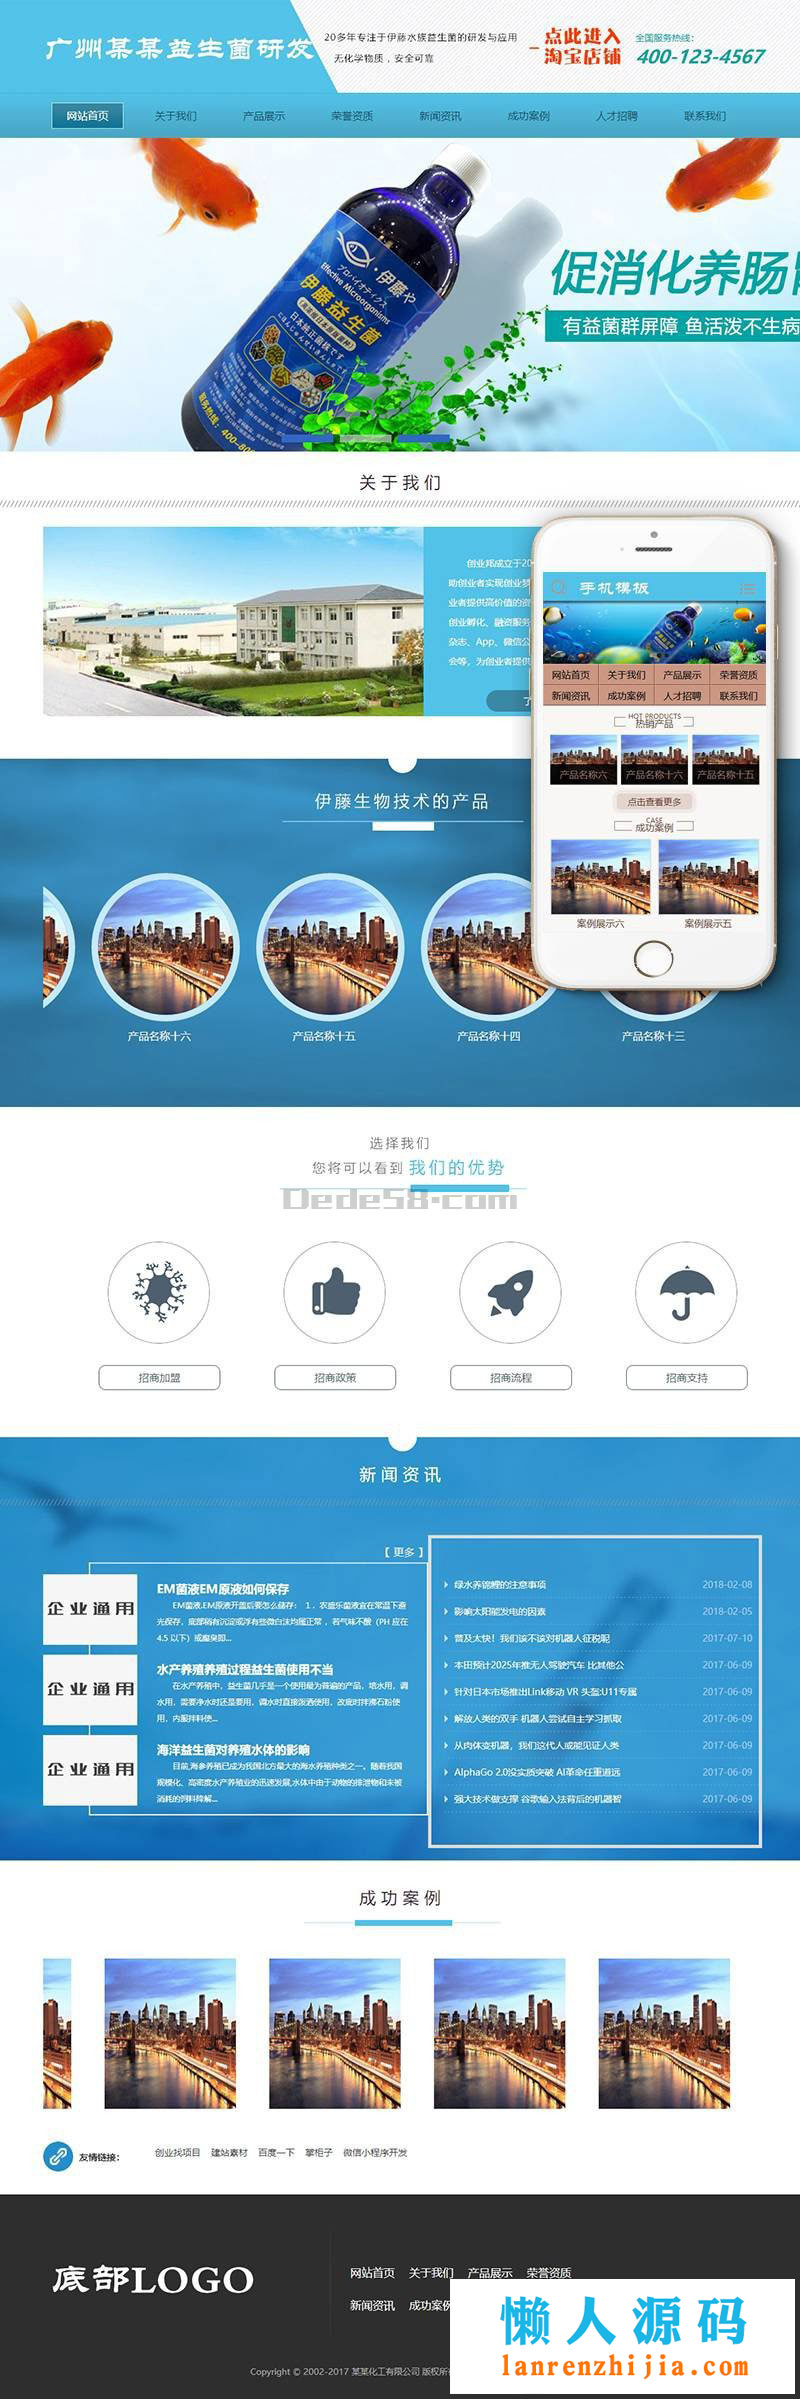 广州某某益生菌研发
20多年专注于伊藤水族益生菌的研发与应用
无化学物质，安全可靠
点此进入
淘宝店铺
全国服务热线：
400-123-4567
网站首页 关于我们 产品展示 荣誉资质 新闻资讯 成功案例 人才招聘 联系我们
伊藤や
プロバイオティクス
Effective Microorganisms
伊藤益生菌
日本独正菌株です
促消化养肠
有益菌群屏障 鱼活泼不生病
关于我们
创业邦成立于20
助创业者实现创业梦
业者提供高价值的资
创业孵化、融资服务
杂志、App、微信公
会等，为创业者提供
了
手机模板
网站首页 关于我们 产品展示 荣誉资质
新闻资讯 成功案例 人才招聘 联系我们
HOT PRODUCTS
热销产品
产品名称六 产品名称十六 产品名称十五
点击查看更多
CASE
成功案例
案例展示六 案例展示五
伊藤生物技术的产品
产品名称十六 产品名称十五 产品名称十四 产品名称十三
选择我们
您将可以看到 我们的优势
Dede58.com
招商加盟 招商政策 招商流程 招商支持
新闻资讯
【 更多 】
企业通用
EM菌液EM原液如何保存
EM菌液,EM原液开盖后要怎么储存： 1 、农盛乐菌液宜在常温下避
光保存，底部稍有沉淀或浮有些微白沫均属正常 ，若气味不酸（PH 应在
4.5 以下）或腐臭即...
企业通用
水产养殖养殖过程益生菌使用不当
在水产养殖中，益生菌几乎是一个使用最为普遍的产品，培水用，调
水用，需要净水时还是要用，调水时直接泼洒使用，改底时拌沸石粉使
用，内服拌料使...
企业通用
海洋益生菌对养殖水体的影响
目前,海参养殖已成为我国北方最大的海水养殖种类之一。随着我国
规模化、高密度水产养殖业的迅速发展,水体中由于动物的排泄物和未被
消耗的饲料降解...
绿水养锦鲤的注意事项 2018-02-08
影响太阳能发电的因素 2018-02-05
普及太快！我们该不该对机器人征税呢 2017-07-10
本田预计2025年推无人驾驶汽车 比其他公 2017-06-09
针对日本市场推出Link移动 VR 头盔:U11专属 2017-06-09
解放人类的双手 机器人尝试自主学习抓取 2017-06-09
从肉体变机器，我们这代人或能见证人类 2017-06-09
AlphaGo 2.0没实质突破 AI革命任重道远 2017-06-09
强大技术做支撑 谷歌输入法背后的机器智 2017-06-09
成功案例
友情链接： 创业找项目 建站素材 百度一下 掌柜子 微信小程序开发
底部LOGO
网站首页 关于我们 产品展示 荣誉资质
新闻资讯 成功案例
Copyright © 2002-2017 某某化工有限公司 版权所有
懒人源码
lanrenzhijia.com